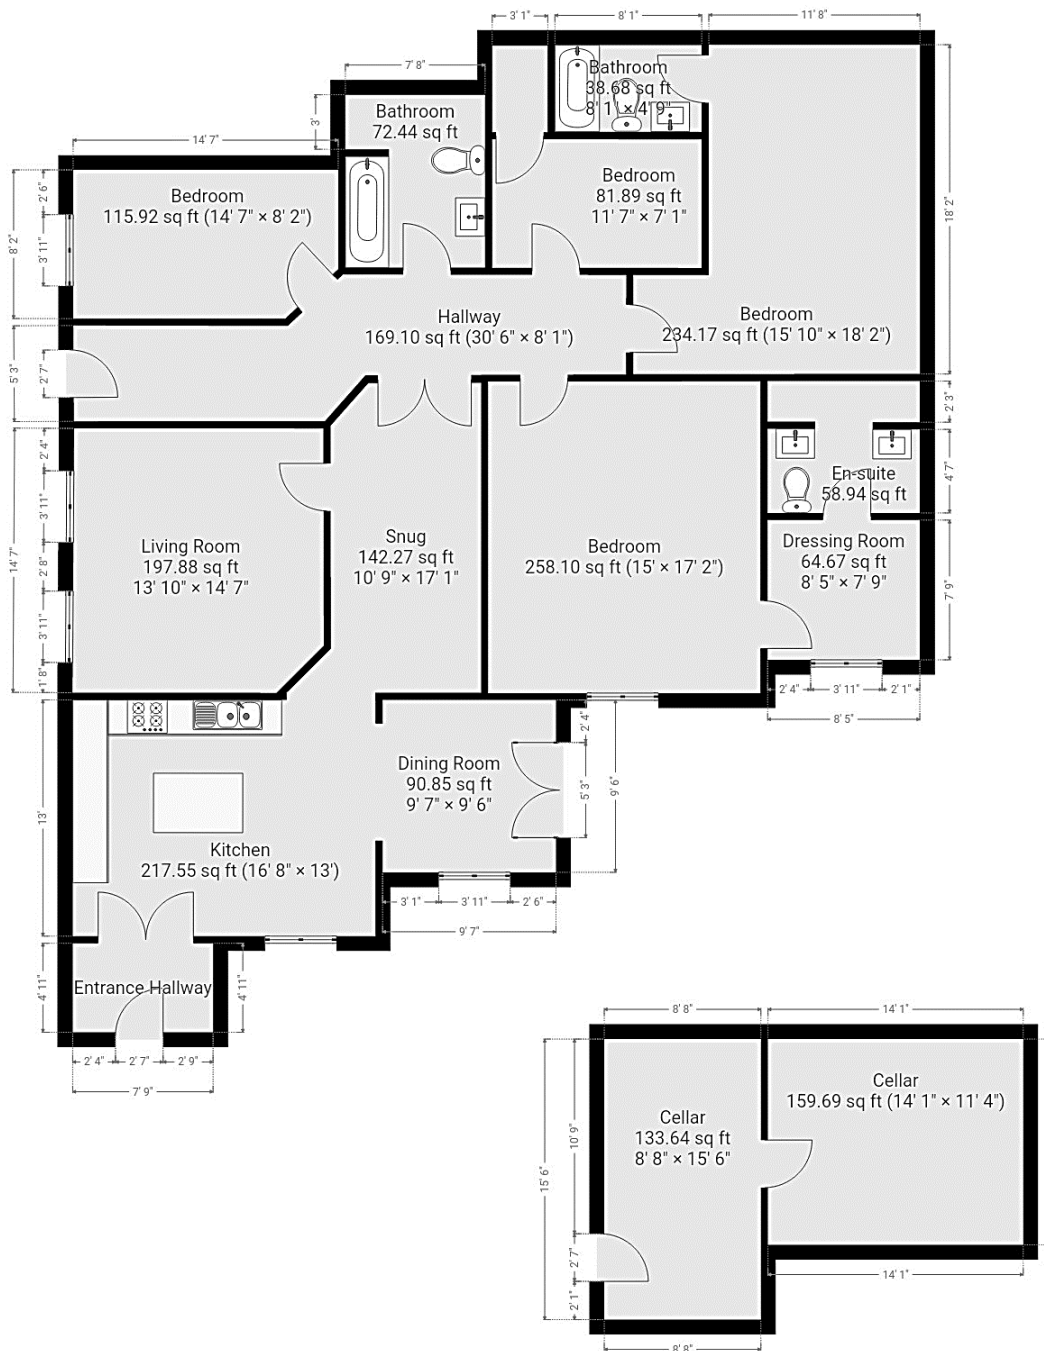 3' 1"
8' 1"
11' 8"
7' 8"
Bathroom
38.68 sq ft
8' 1" × 4' 9"
Bathroom
72.44 sq ft
3'
14' 7"
Bedroom
115.92 sq ft (14' 7" × 8' 2")
Bedroom
81.89 sq ft
11' 7" × 7' 1"
2' 6"
3' 11"
8' 2"
18' 2"
Hallway
169.10 sq ft (30' 6" × 8' 1")
Bedroom
234.17 sq ft (15' 10" × 18' 2")
5' 3"
2' 7"
2' 3"
4' 7"
En-suite
58.94 sq ft
2' 4"
3' 11"
2' 8"
3' 11"
1' 8"
14' 7"
Living Room
197.88 sq ft
13' 10" × 14' 7"
Snug
142.27 sq ft
10' 9" × 17' 1"
Bedroom
258.10 sq ft (15' × 17' 2")
Dressing Room
64.67 sq ft
8' 5" × 7' 9"
7' 9"
2' 4"
3' 11"
2' 1"
8' 5"
2' 4"
5' 3"
9' 6"
Dining Room
90.85 sq ft
9' 7" × 9' 6"
13'
Kitchen
217.55 sq ft (16' 8" × 13')
3' 1"
3' 11"
2' 6"
9' 7"
4' 11"
Entrance Hallway
4' 11"
2' 4"
2' 7"
2' 9"
7' 9"
8' 8"
14' 1"
Cellar
159.69 sq ft (14' 1" × 11' 4")
Cellar
133.64 sq ft
8' 8" × 15' 6"
10' 9"
15' 6"
2' 7"
2' 1"
14' 1"
8' 8"